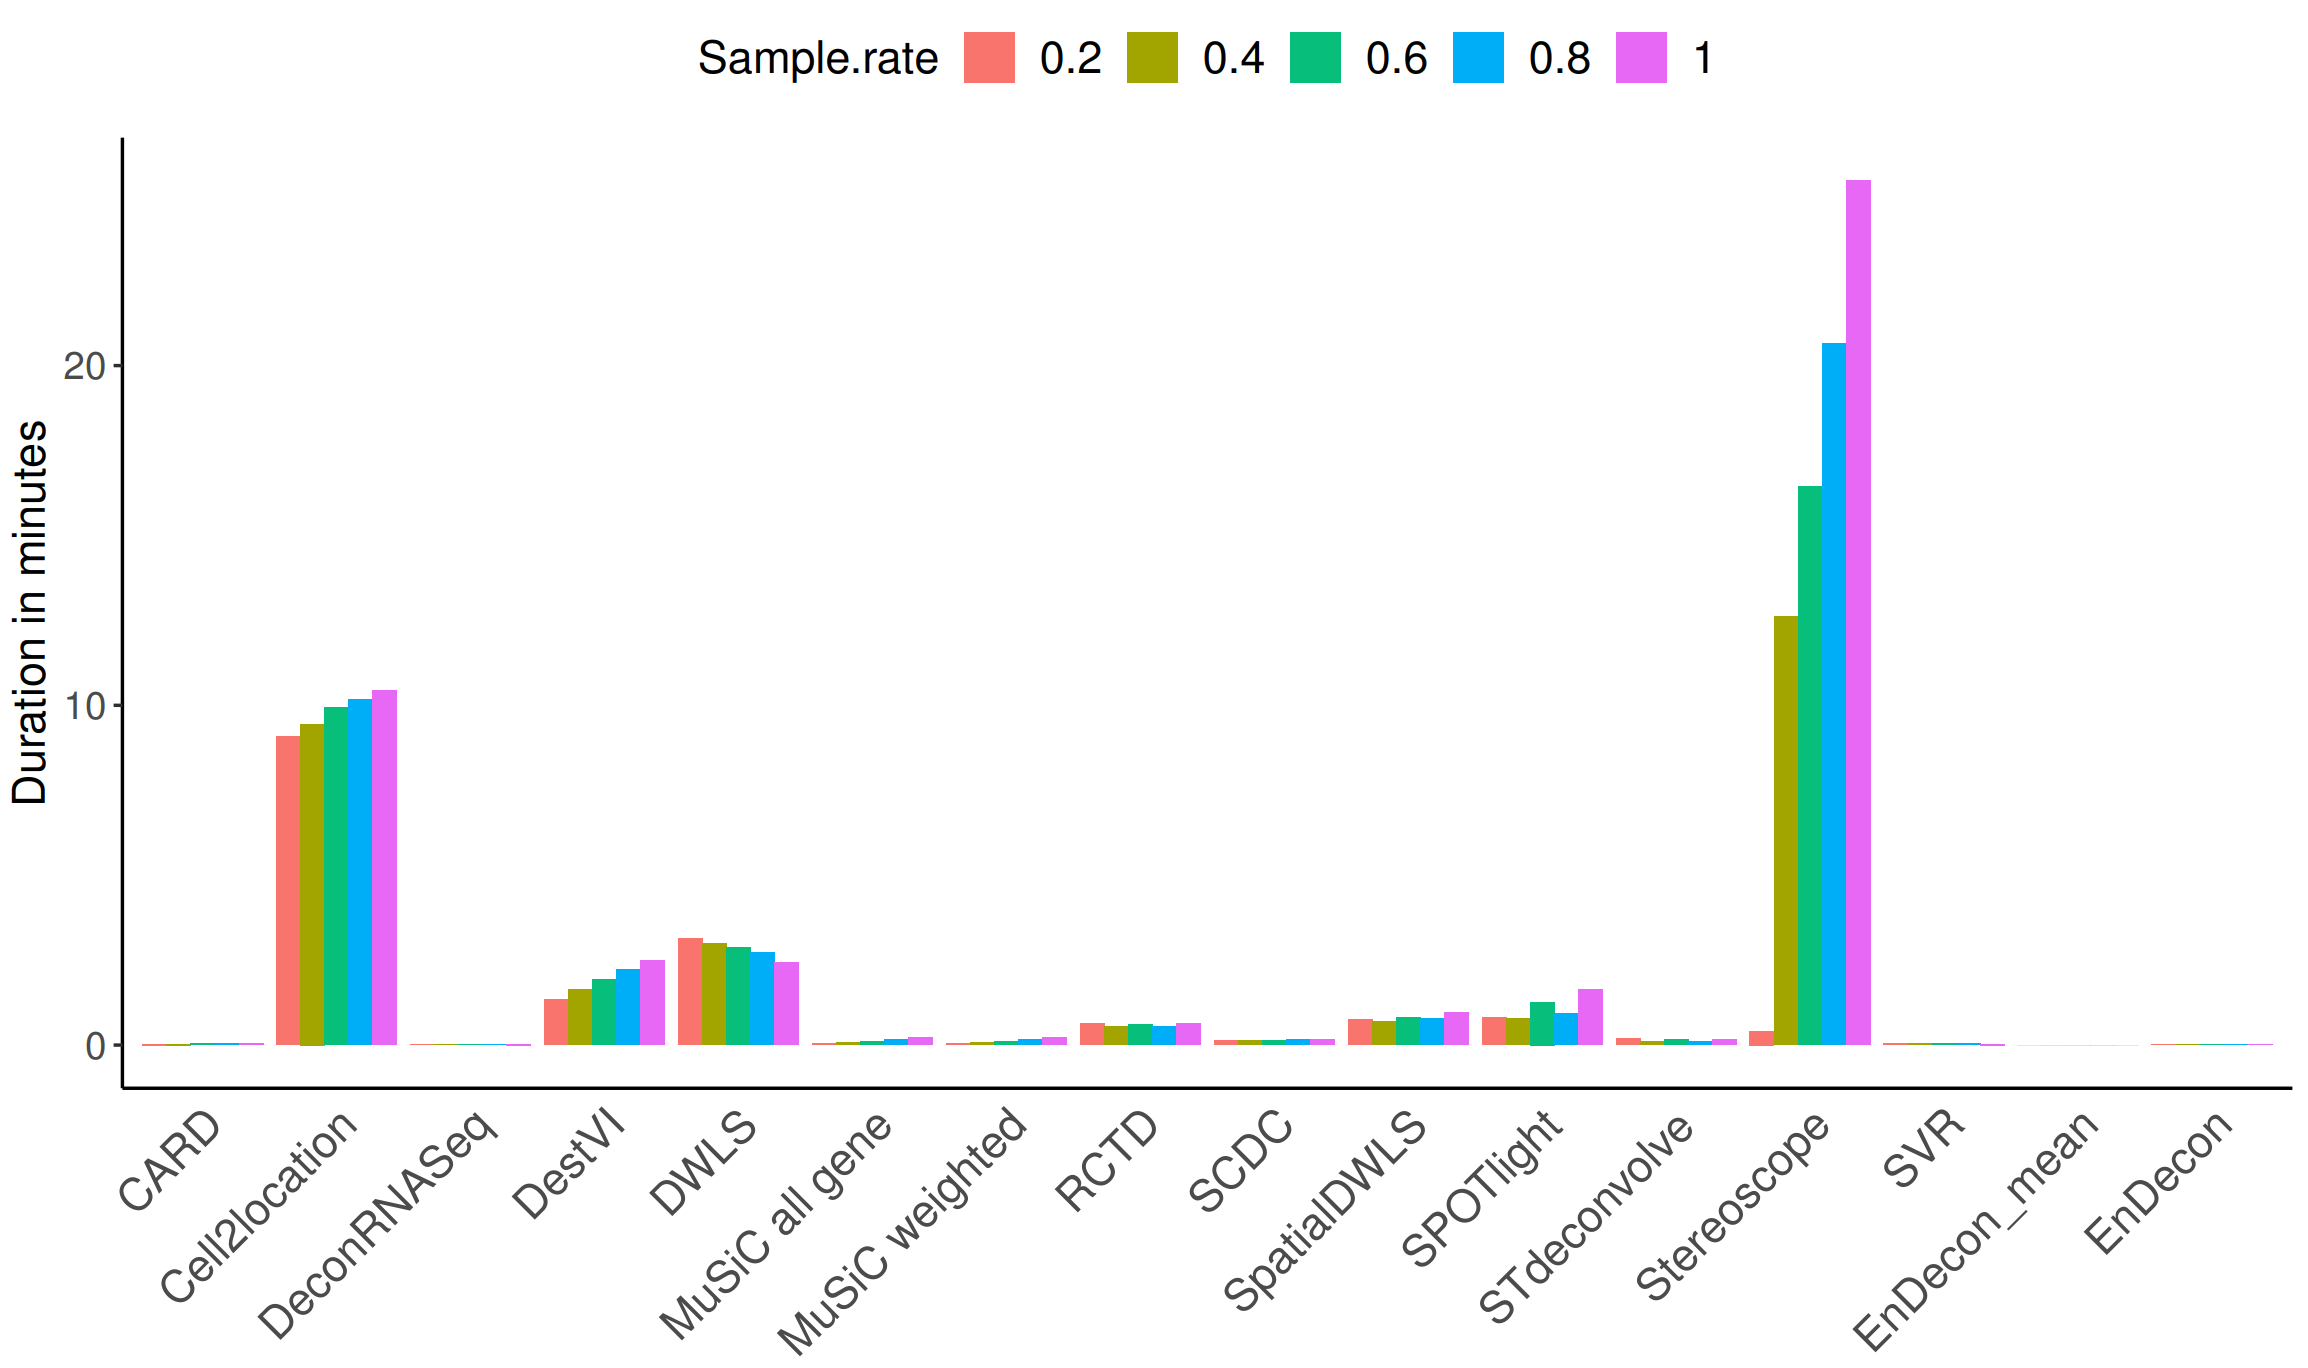 Sample.rate 0.2 0.4 0.6 0.8 1
Duration in minutes
20
10
0
CARD
Cell2location
DeconRNASeq
DestVI
DWLS
MuSiC all gene
MuSiC weighted
RCTD
SCDC
SpatialDWLS
SPOTlight
STdeconvolve
Stereoscope
SVR
EnDecon_mean
EnDecon